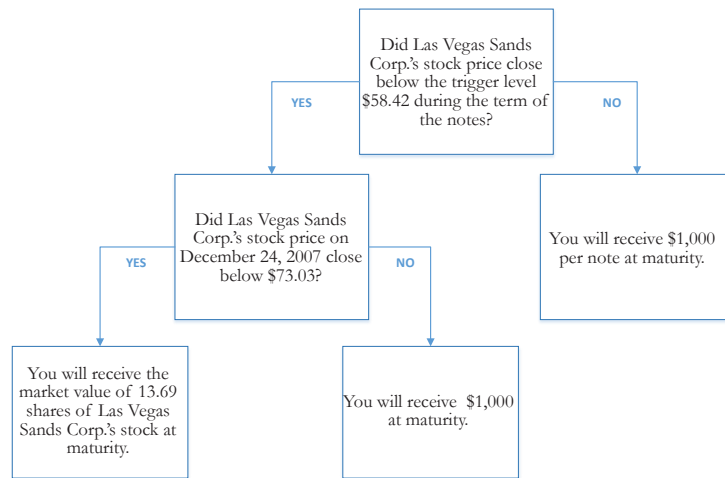 Did Las Vegas Sands
Corp.'s stock price close
below the trigger level
$58.42 during the term of
the notes?
YES
NO
Did Las Vegas Sands
Corp.'s stock price on
December 24, 2007 close
below $73.03?
You will receive $1,000
per note at maturity.
YES
NO
You will receive the
market value of 13.69
shares of Las Vegas
Sands Corp.'s stock at
maturity.
You will receive $1,000
at maturity.